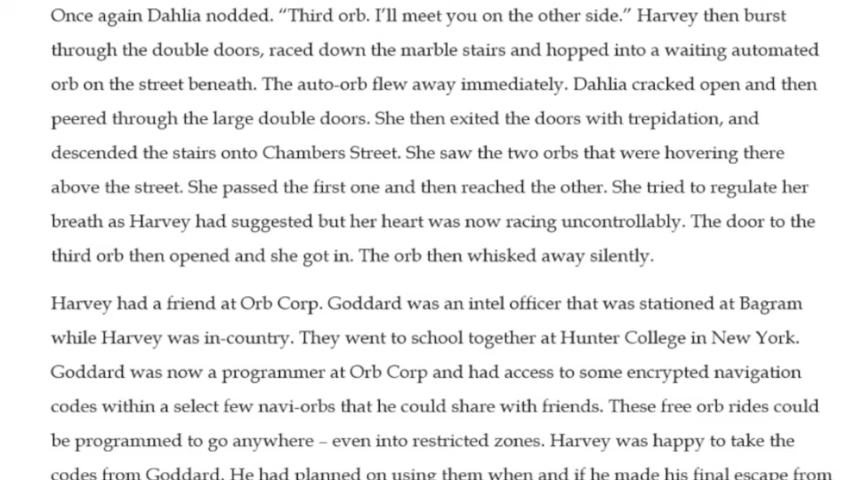 Once again Dahlia nodded. “Third orb. I’ll meet you on the other side.” Harvey then burst
through the double doors, raced down the marble stairs and hopped into a waiting automated
orb on the street beneath. The auto-orb flew away immediately. Dahlia cracked open and then
peered through the large double doors. She then exited the doors with trepidation, and
descended the stairs onto Chambers Street. She saw the two orbs that were hovering there
above the street. She passed the first one and then reached the other. She tried to regulate her
breath as Harvey had suggested but her heart was now racing uncontrollably. The door to the
third orb then opened and she got in. The orb then whisked away silently.
Harvey had a friend at Orb Corp. Goddard was an intel officer that was stationed at Bagram
while Harvey was in-country. They went to school together at Hunter College in New York.
Goddard was now a programmer at Orb Corp and had access to some encrypted navigation
codes within a select few navi-orbs that he could share with friends. These free orb rides could
be programmed to go anywhere – even into restricted zones. Harvey was happy to take the
codes from Goddard. He had planned on using them when and if he made his final escape from